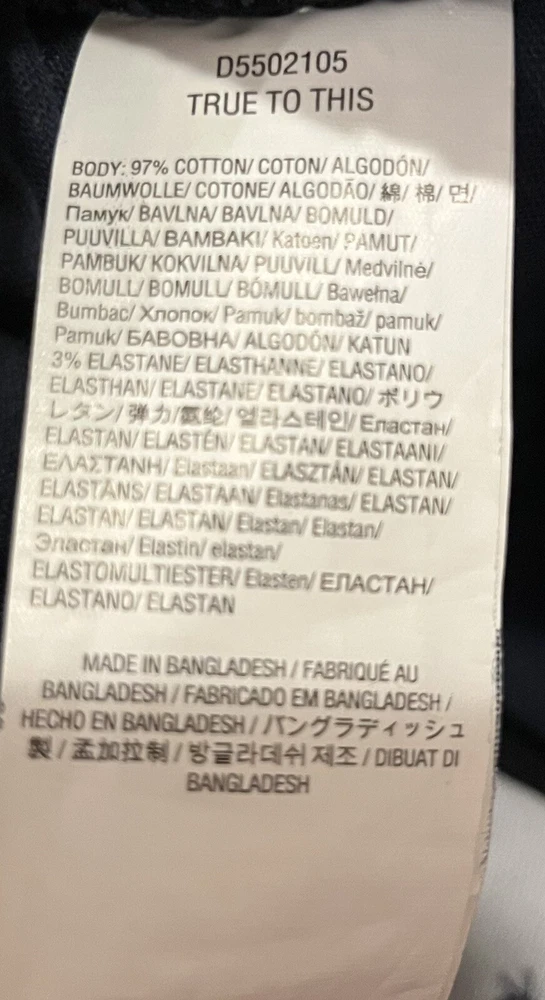 D5502105
TRUE TO THIS
BODY: 97% COTTON/ COTON/ ALGODÓN/
BAUMWOLLE/ COTONE/ ALGODÃO/ 綿/ 棉/ 면/
Памук/ BAVLNA/ BAVLNA/ BOMULD/
PUUVILLA/ BAMBAKI/ Katoen/ PAMUT/
PAMBUK/ KOKVILNA/ PUUVILL/ Medvilnė/
BOMULL/ BOMULL/ BÓMULL/ Bawełna/
Bumbac/ Хлопок/ Pamuk/ bombaž/ pamuk/
Pamuk/ БАВОВНА/ ALGODÓN/ KATUN
3% ELASTANE/ ELASTHANNE/ ELASTANO/
ELASTHAN/ ELASTANE/ ELASTANO/ ポリウ
レタン/ 弹力/氨纶/ 엘라스테인/ Еластан/
ELASTAN/ ELASTÉN/ ELASTAN/ ELASTAANI/
ΕΛΑΣΤΑΝΗ/ Elastaan/ ELASZTÁN/ ELASTAN/
ELASTĀNS/ ELASTAAN/ Elastanas/ ELASTAN/
ELASTAN/ ELASTAN/ Elastan/ Elastan/
Эластан/ Elastin/ elastan/
ELASTOMULTIESTER/ Elasten/ ЕЛАСТАН/
ELASTANO/ ELASTAN
MADE IN BANGLADESH / FABRIQUÉ AU
BANGLADESH / FABRICADO EM BANGLADESH /
HECHO EN BANGLADESH / バングラディッシュ
製 / 孟加拉制 / 방글라데쉬 제조 / DIBUAT DI
BANGLADESH